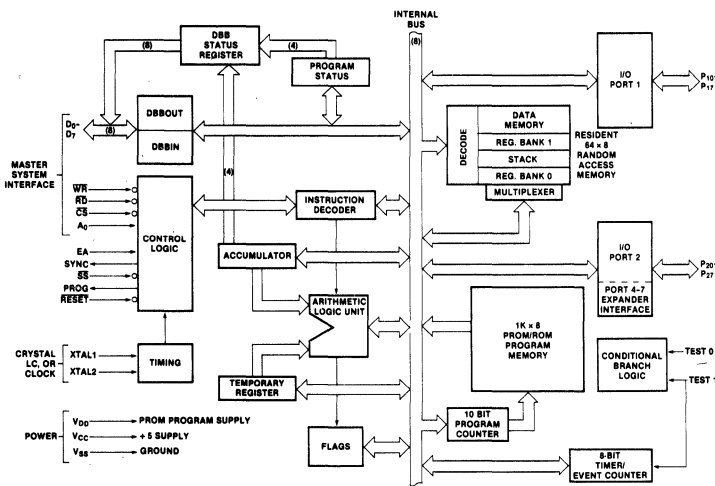 INTERNAL
BUS
(8)
DBB
STATUS
REGISTER
(8)
(4)
PROGRAM
STATUS
D0-
D7
(8)
DBBOUT
DBBIN
(4)
MASTER
SYSTEM
INTERFACE
WR
RD
CS
A0
EA
SYNC
SS
PROG
RESET
CONTROL
LOGIC
INSTRUCTION
DECODER
ACCUMULATOR
ARITHMETIC
LOGIC UNIT
CRYSTAL
LC, OR
CLOCK
XTAL1
XTAL2
TIMING
TEMPORARY
REGISTER
FLAGS
POWER
VDD
PROM PROGRAM SUPPLY
VCC
+ 5 SUPPLY
VSS
GROUND
I/O
PORT 1
P10-
P17
DECODE
DATA
MEMORY
REG. BANK 1
STACK
REG. BANK 0
MULTIPLEXER
RESIDENT
64 × 8
RANDOM
ACCESS
MEMORY
I/O
PORT 2
PORT 4-7
EXPANDER
INTERFACE
P20-
P27
1K × 8
PROM/ROM
PROGRAM
MEMORY
CONDITIONAL
BRANCH
LOGIC
TEST 0
TEST 1
10 BIT
PROGRAM
COUNTER
8-BIT
TIMER/
EVENT COUNTER